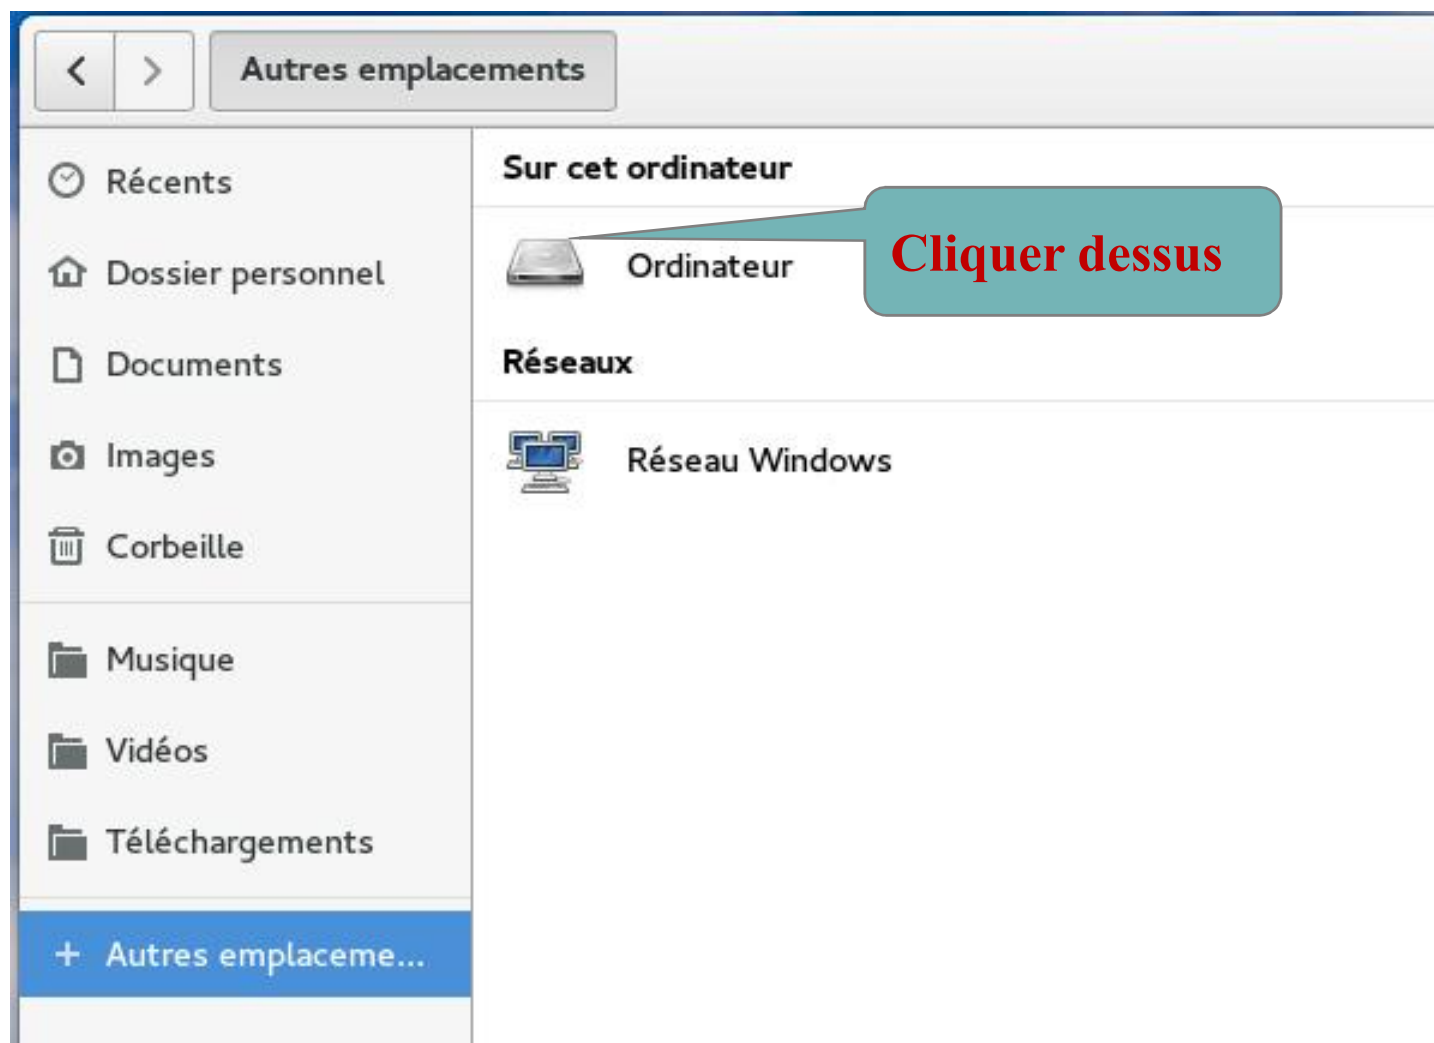 Autres emplacements
Récents
Dossier personnel
Documents
Images
Corbeille
Musique
Vidéos
Téléchargements
+ Autres emplaceme...
Sur cet ordinateur
Ordinateur
Cliquer dessus
Réseaux
Réseau Windows